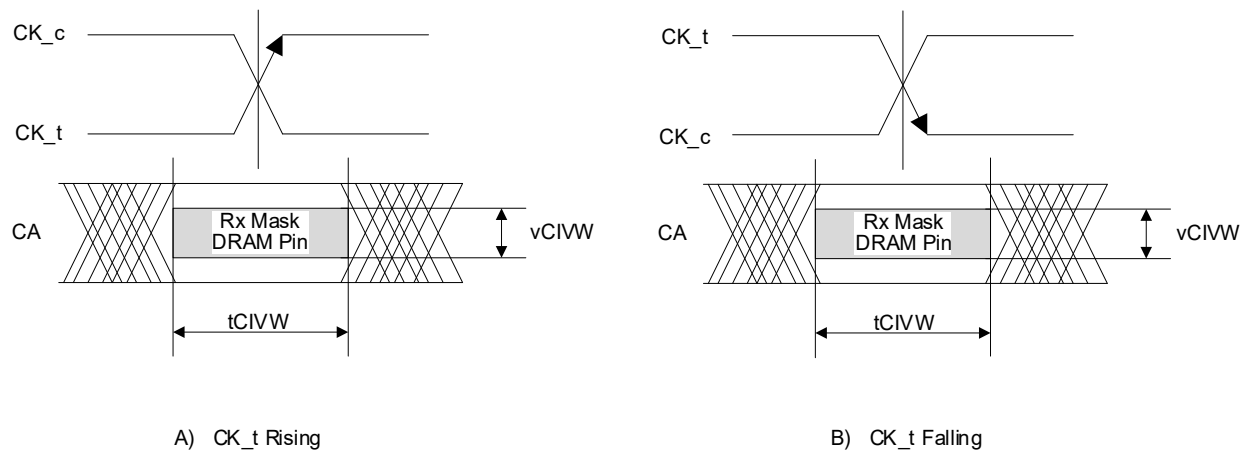 CK_c
CK_t
CA
Rx Mask
DRAM Pin
vCIVW
tCIVW
A) CK_t Rising
CK_t
CK_c
CA
Rx Mask
DRAM Pin
vCIVW
tCIVW
B) CK_t Falling